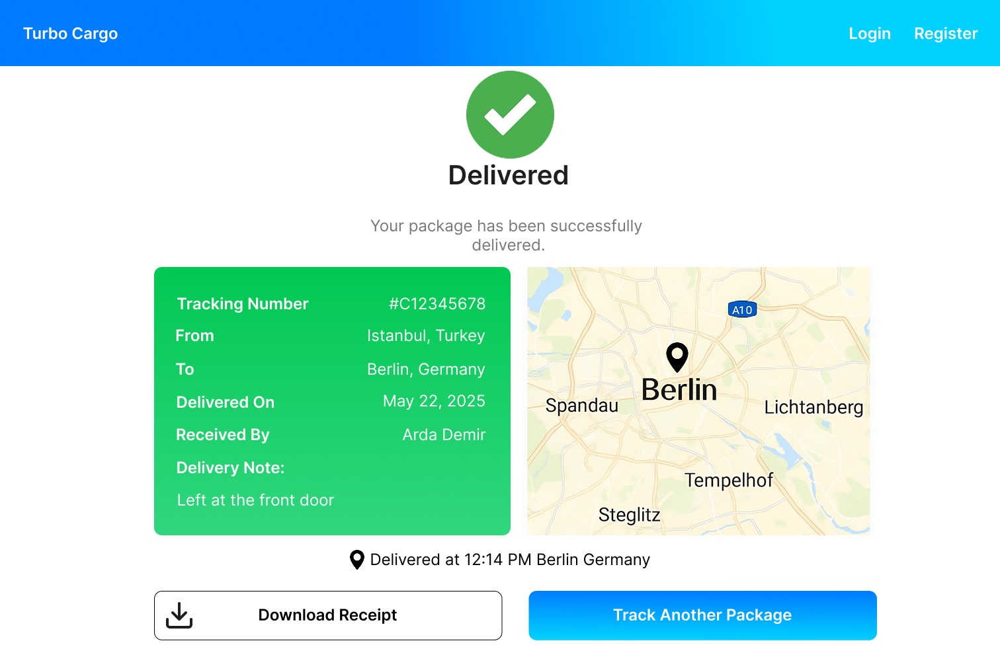 Turbo Cargo
Login
Register
Delivered
Your package has been successfully
delivered.
Tracking Number #C12345678
From Istanbul, Turkey
To Berlin, Germany
Delivered On May 22, 2025
Received By Arda Demir
Delivery Note:
Left at the front door
A10
Berlin
Spandau
Lichtanberg
Tempelhof
Steglitz
Delivered at 12:14 PM Berlin Germany
Download Receipt
Track Another Package